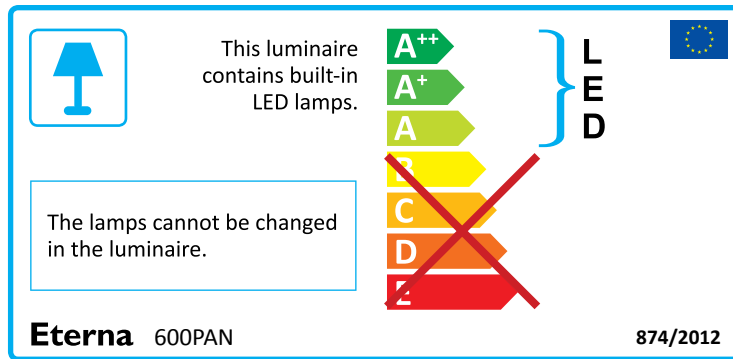 This luminaire
contains built-in
LED lamps.
A++
A+
A
B
C
D
E
L
E
D
The lamps cannot be changed
in the luminaire.
Eterna 600PAN
874/2012